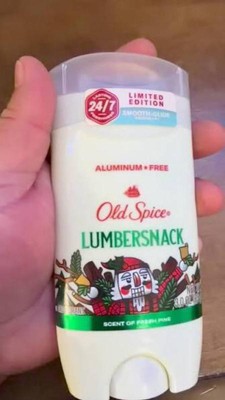 24/7
LIMITED
EDITION
SMOOTH GLIDE
ALUMINUM • FREE
Old Spice®
LUMBERSNACK
SCENT OF FRESH PINE